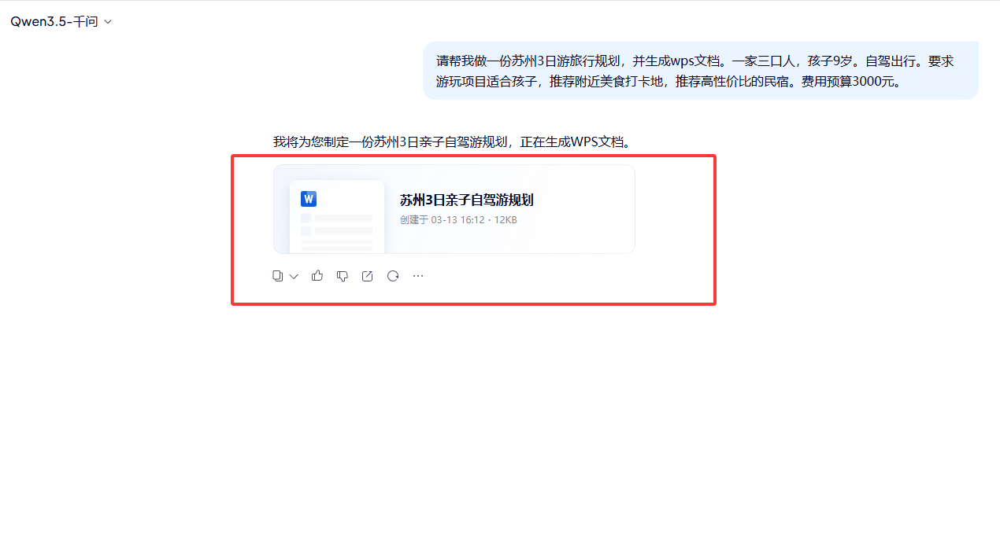 Qwen3.5-千问
请帮我做一份苏州3日游旅行规划，并生成wps文档。一家三口人，孩子9岁。自驾出行。要求
游玩项目适合孩子，推荐附近美食打卡地，推荐高性价比的民宿。费用预算3000元。
我将为您制定一份苏州3日亲子自驾游规划，正在生成WPS文档。
W
苏州3日亲子自驾游规划
创建于 03-13 16:12 · 12KB